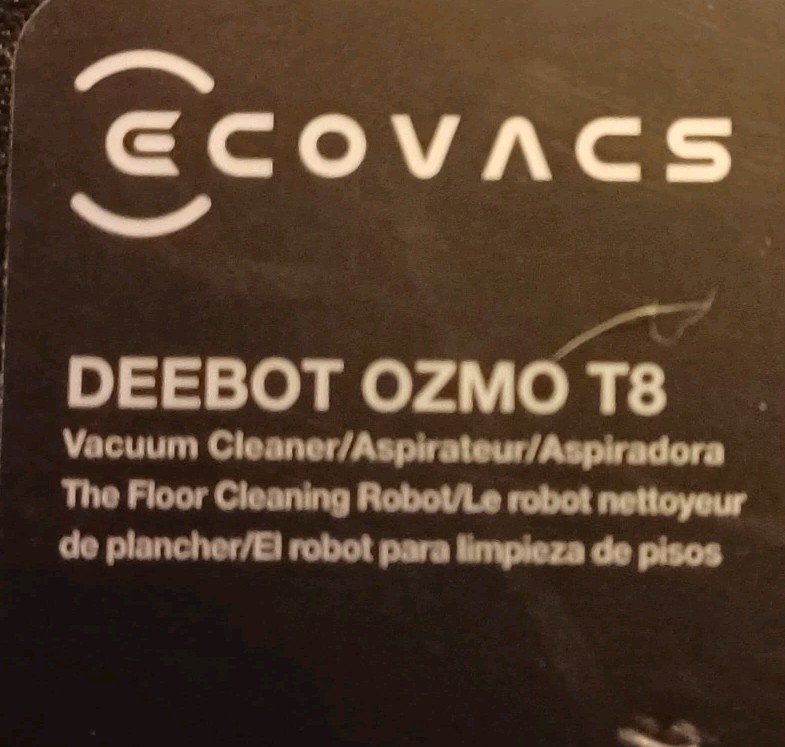 ECOVACS
DEEBOT OZMO T8
Vacuum Cleaner/Aspirateur/Aspiradora
The Floor Cleaning Robot/Le robot nettoyeur
de plancher/El robot para limpieza de pisos